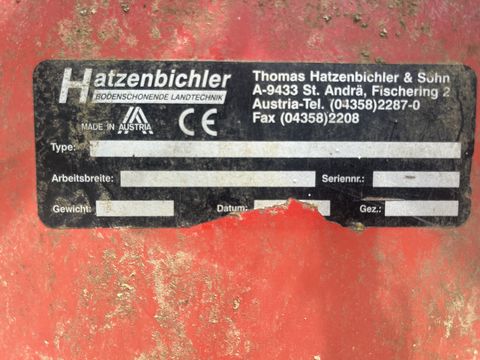 Hatzenbichler
BODENSCHONENDE LANDTECHNIK
MADE IN AUSTRIA CE
Thomas Hatzenbichler & Sohn
A-9433 St. Andrä, Fischering 2
Austria-Tel. (04358)2287-0
Fax (04358)2208
Type:
Arbeitsbreite: Seriennr.:
Gewicht: Datum: Gez.: